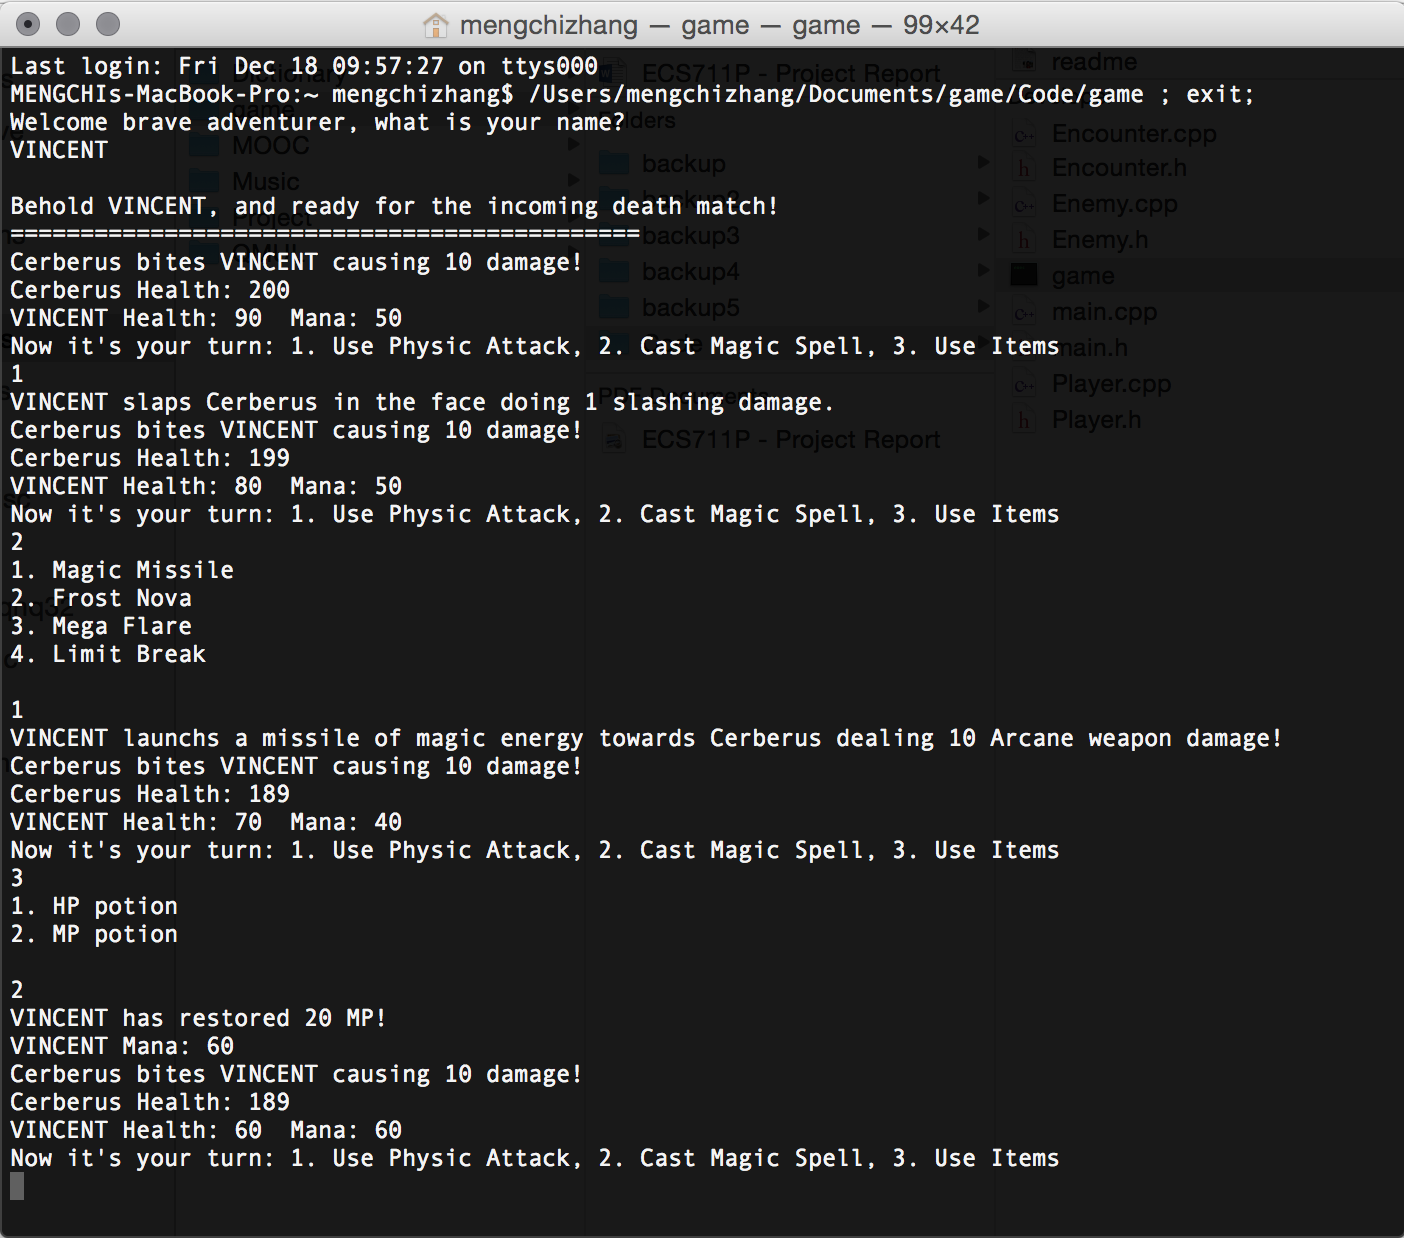 mengchizhang — game — game — 99×42
Last login: Fri Dec 18 09:57:27 on ttys000
MENGCHIs-MacBook-Pro:~ mengchizhang$ /Users/mengchizhang/Documents/game/Code/game ; exit;
Welcome brave adventurer, what is your name?
VINCENT
Behold VINCENT, and ready for the incoming death match!
=============================================
Cerberus bites VINCENT causing 10 damage!
Cerberus Health: 200
VINCENT Health: 90  Mana: 50
Now it's your turn: 1. Use Physic Attack, 2. Cast Magic Spell, 3. Use Items
1
VINCENT slaps Cerberus in the face doing 1 slashing damage.
Cerberus bites VINCENT causing 10 damage!
Cerberus Health: 199
VINCENT Health: 80  Mana: 50
Now it's your turn: 1. Use Physic Attack, 2. Cast Magic Spell, 3. Use Items
2
1. Magic Missile
2. Frost Nova
3. Mega Flare
4. Limit Break
1
VINCENT launchs a missile of magic energy towards Cerberus dealing 10 Arcane weapon damage!
Cerberus bites VINCENT causing 10 damage!
Cerberus Health: 189
VINCENT Health: 70  Mana: 40
Now it's your turn: 1. Use Physic Attack, 2. Cast Magic Spell, 3. Use Items
3
1. HP potion
2. MP potion
2
VINCENT has restored 20 MP!
VINCENT Mana: 60
Cerberus bites VINCENT causing 10 damage!
Cerberus Health: 189
VINCENT Health: 60  Mana: 60
Now it's your turn: 1. Use Physic Attack, 2. Cast Magic Spell, 3. Use Items
Dictionary
game
MOOC
Music
Project
ECS711P - Project Report
backup
backup2
backup3
backup4
backup5
Code
ECS711P - Project Report
readme
Encounter.cpp
Encounter.h
Enemy.cpp
Enemy.h
game
main.cpp
main.h
Player.cpp
Player.h